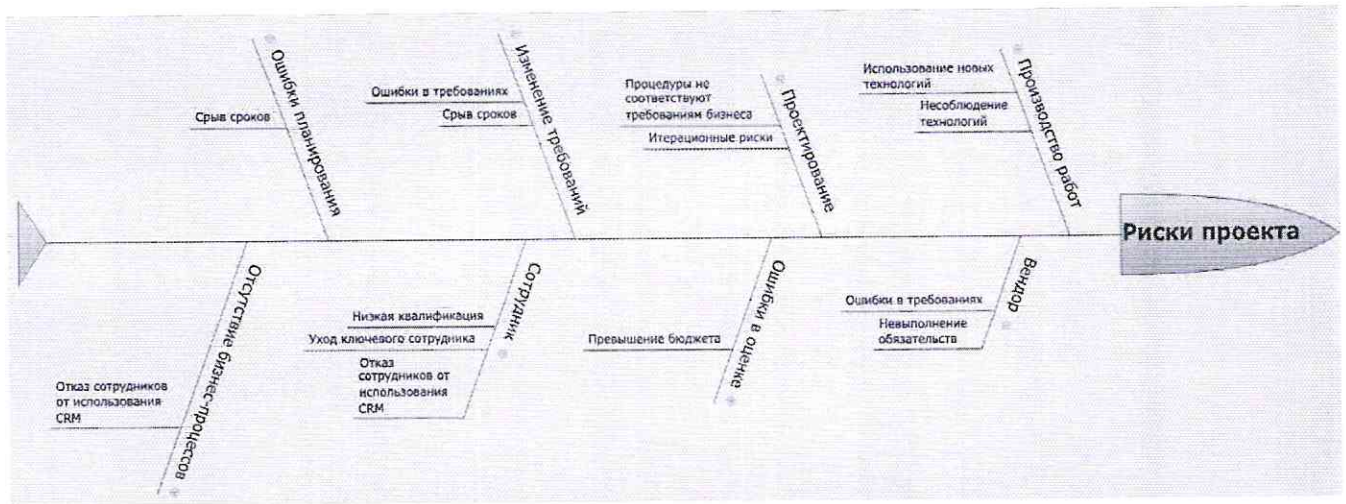 Ошибки планирования
Срыв сроков
Изменение требований
Ошибки в требованиях
Срыв сроков
Проектирование
Процедуры не
соответствуют
требованиям бизнеса
Итерационные риски
Производство работ
Использование новых
технологий
Несоблюдение
технологий
Риски проекта
Отсутствие бизнес-процессов
Отказ сотрудников
от использования
CRM
Сотрудник
Низкая квалификация
Уход ключевого сотрудника
Отказ
сотрудников от
использования
CRM
Ошибки в оценке
Превышение бюджета
Вендор
Ошибки в требованиях
Невыполнение
обязательств